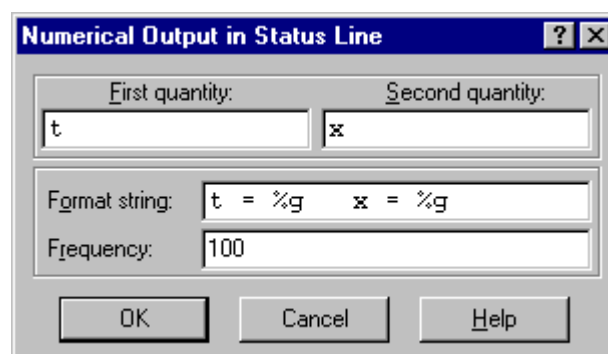 Numerical Output in Status Line ? ×
First quantity: Second quantity:
t x
Format string: t = %g x = %g
Frequency: 100
OK Cancel Help